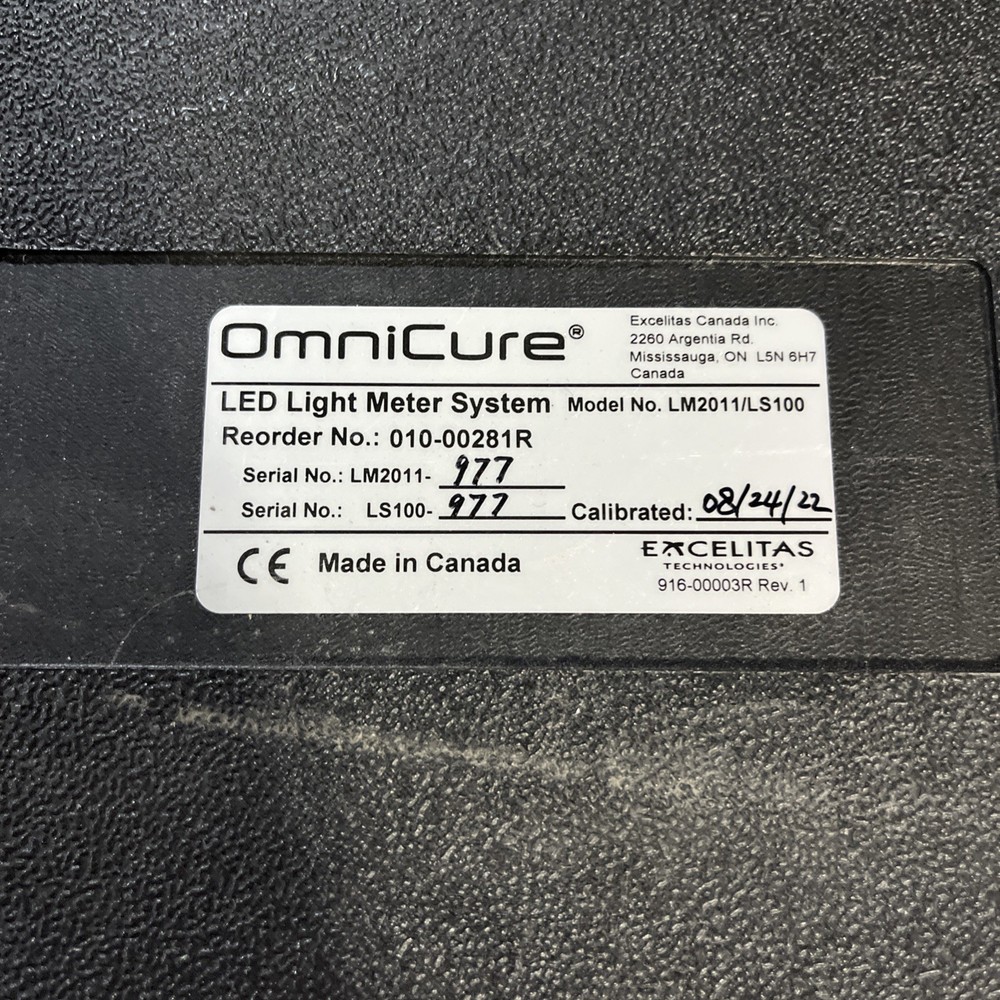 OmniCure®
Excelitas Canada Inc.
2260 Argentia Rd.
Mississauga, ON L5N 6H7
Canada
LED Light Meter System Model No. LM2011/LS100
Reorder No.: 010-00281R
Serial No.: LM2011- 977
Serial No.: LS100- 977 Calibrated: 08/24/22
CE Made in Canada
EXCELITAS
TECHNOLOGIES®
916-00003R Rev. 1